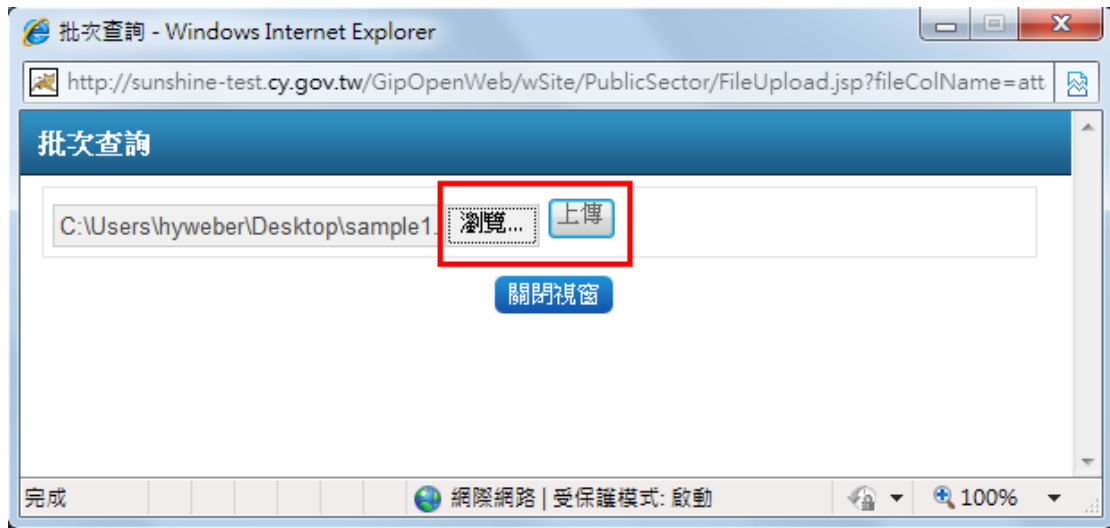 批次查詢 - Windows Internet Explorer
http://sunshine-test.cy.gov.tw/GipOpenWeb/wSite/PublicSector/FileUpload.jsp?fileColName=att
批次查詢
C:\Users\hyweber\Desktop\sample1. 瀏覽... 上傳
關閉視窗
完成 網際網路 | 受保護模式: 啟動 100%